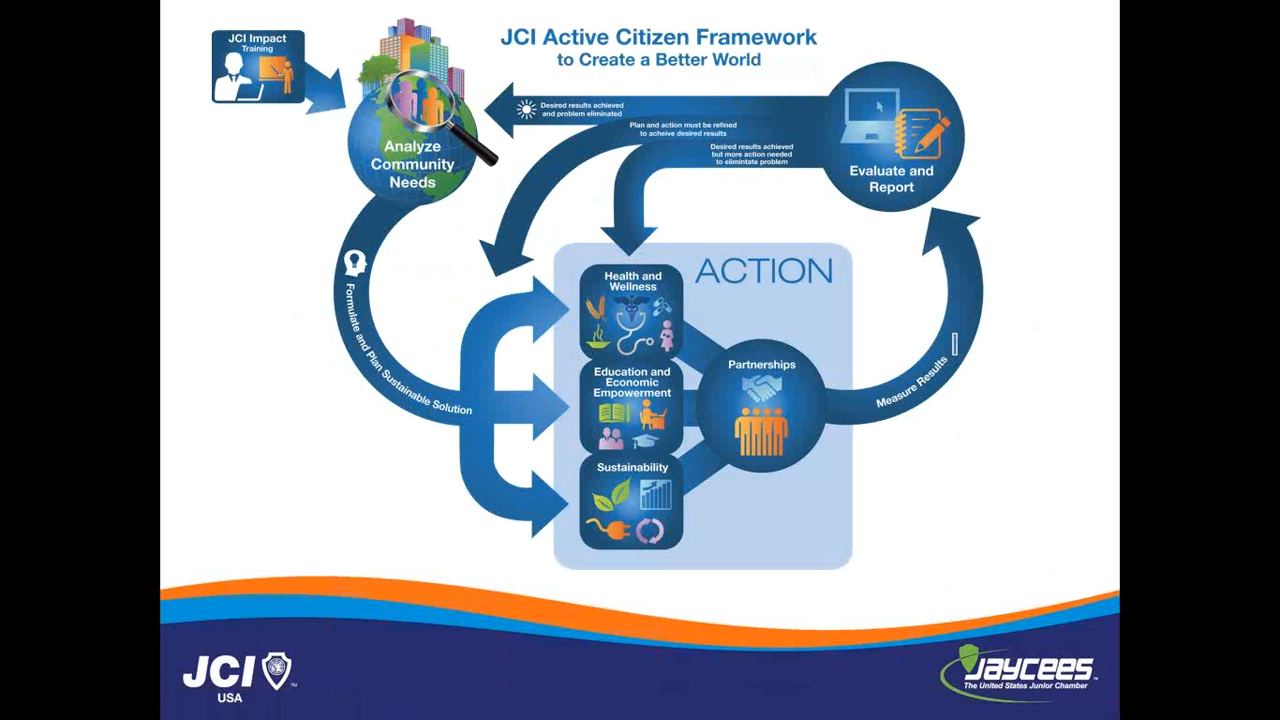 JCI Active Citizen Framework
to Create a Better World
JCI Impact
Training
Analyze
Community
Needs
Desired results achieved
and problem eliminated
Plan and action must be refined
to acheive desired results
Desired results achieved
but more action needed
to elimintate problem
Evaluate and
Report
Formulate and Plan Sustainable Solution
ACTION
Health and
Wellness
Education and
Economic
Empowerment
Sustainability
Partnerships
Measure Results
JCI
USA
Jaycees
The United States Junior Chamber